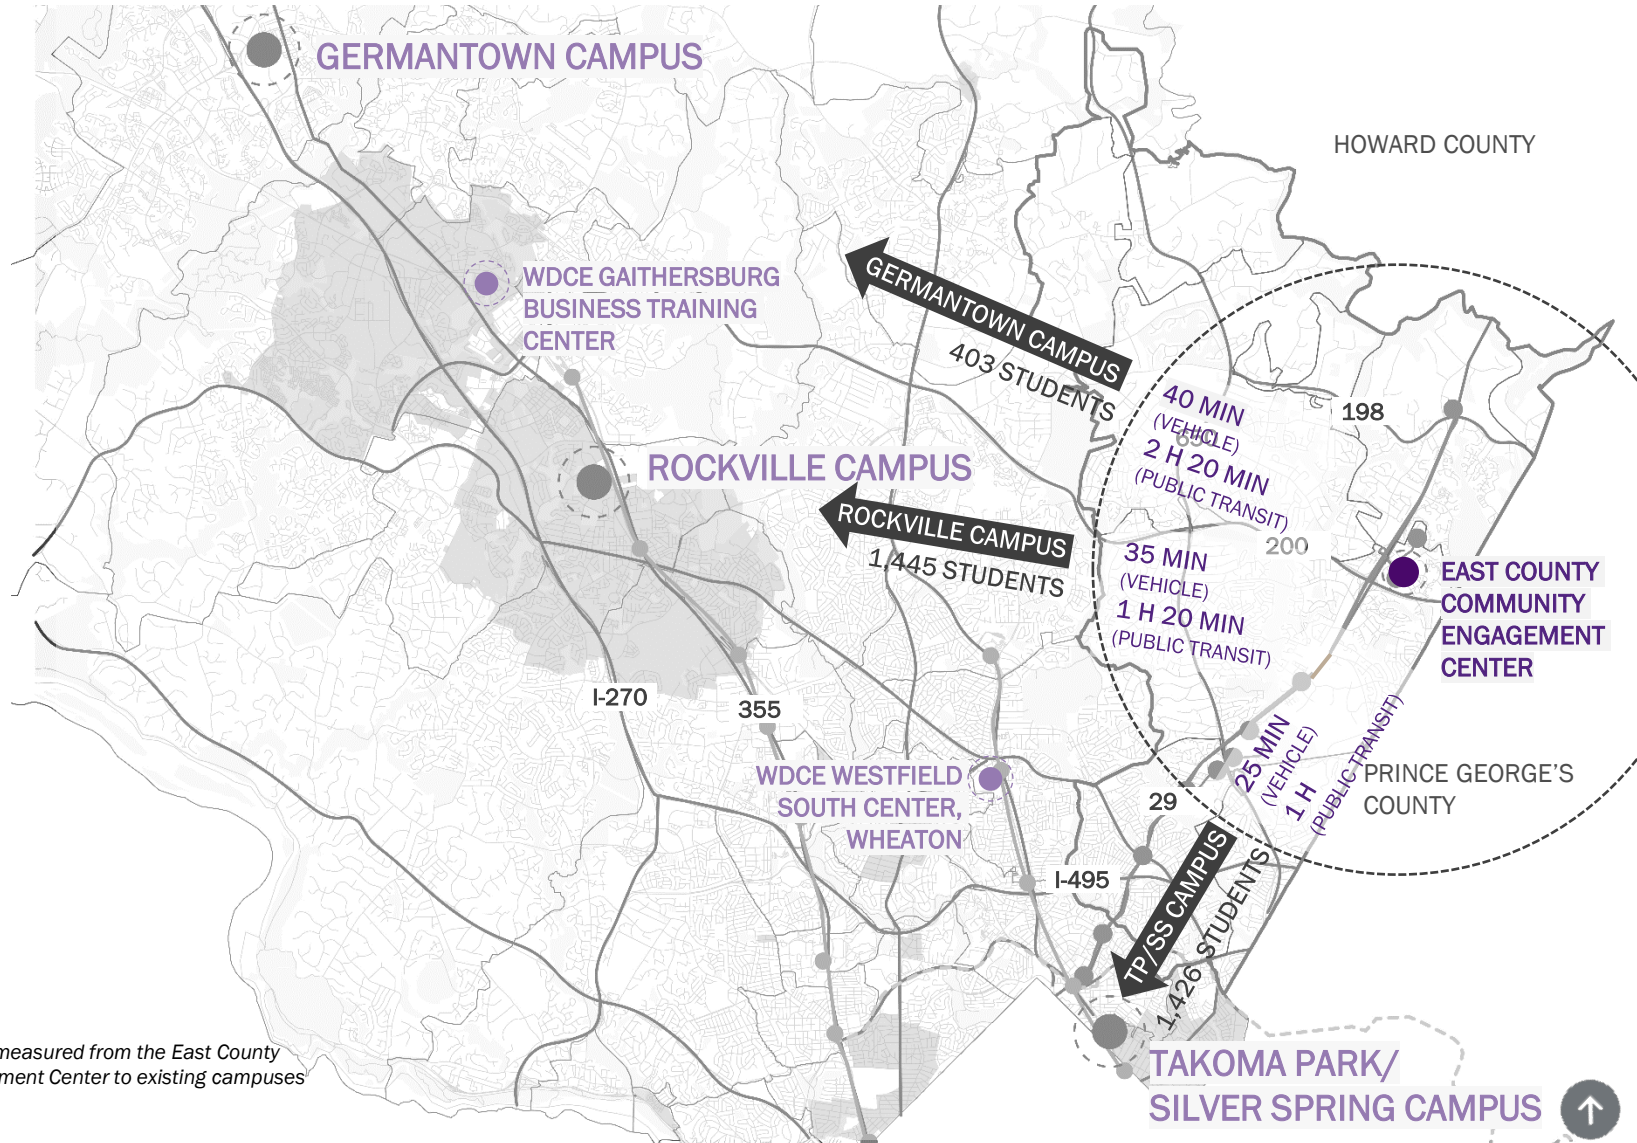 GERMANTOWN CAMPUS
HOWARD COUNTY
WDCE GAITHERSBURG
BUSINESS TRAINING
CENTER
GERMANTOWN CAMPUS
403 STUDENTS
40 MIN
(VEHICLE)
650
2 H 20 MIN
(PUBLIC TRANSIT)
198
ROCKVILLE CAMPUS
ROCKVILLE CAMPUS
1,445 STUDENTS
35 MIN
(VEHICLE)
1 H 20 MIN
(PUBLIC TRANSIT)
200
EAST COUNTY
COMMUNITY
ENGAGEMENT
CENTER
I-270
355
WDCE WESTFIELD
SOUTH CENTER,
WHEATON
25 MIN
(VEHICLE)
1 H
(PUBLIC TRANSIT)
PRINCE GEORGE'S
COUNTY
29
I-495
TP/SS CAMPUS
1,426 STUDENTS
measured from the East County
ment Center to existing campuses
TAKOMA PARK/
SILVER SPRING CAMPUS